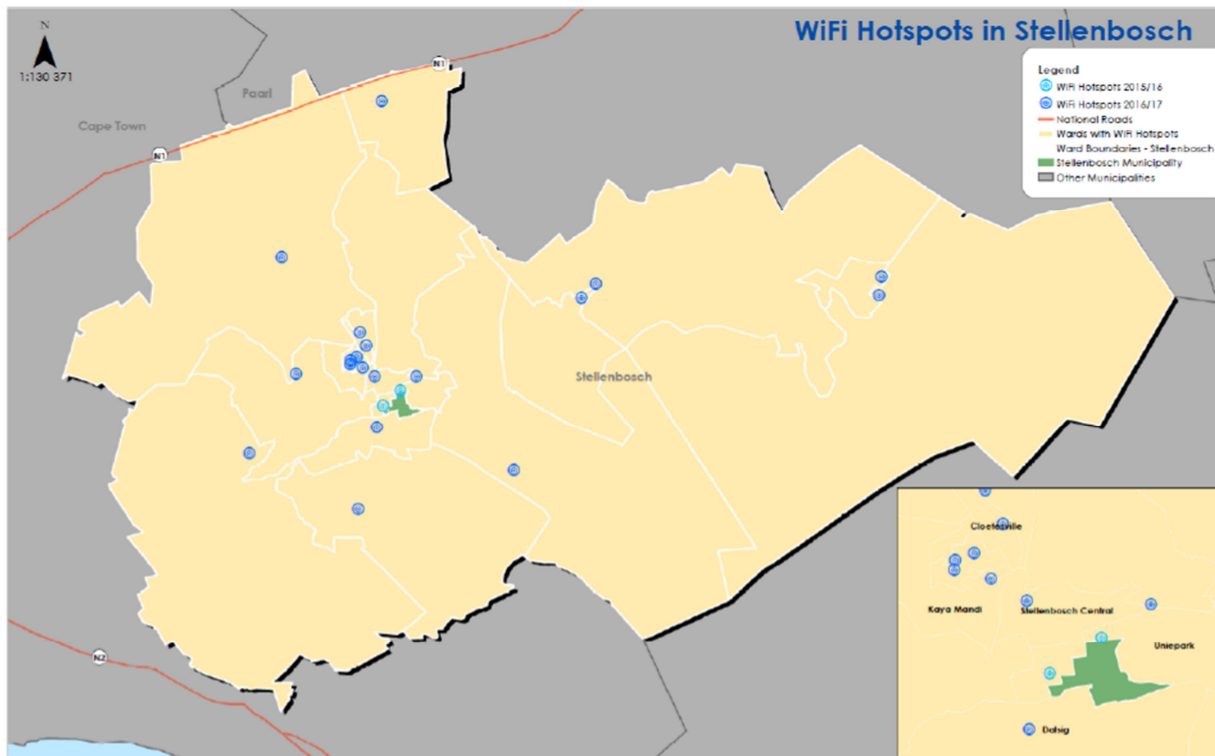 WiFi Hotspots in Stellenbosch
N
1:130 371
Legend
WiFi Hotspots 2015/16
WiFi Hotspots 2016/17
National Roads
Wards with WiFi Hotspots
Ward Boundaries - Stellenbosch
Stellenbosch Municipality
Other Municipalities
N1
Paarl
Cape Town
N1
Stellenbosch
N2
Cloetesville
Kaya Mandi
Stellenbosch Central
Uniepark
Dalsig